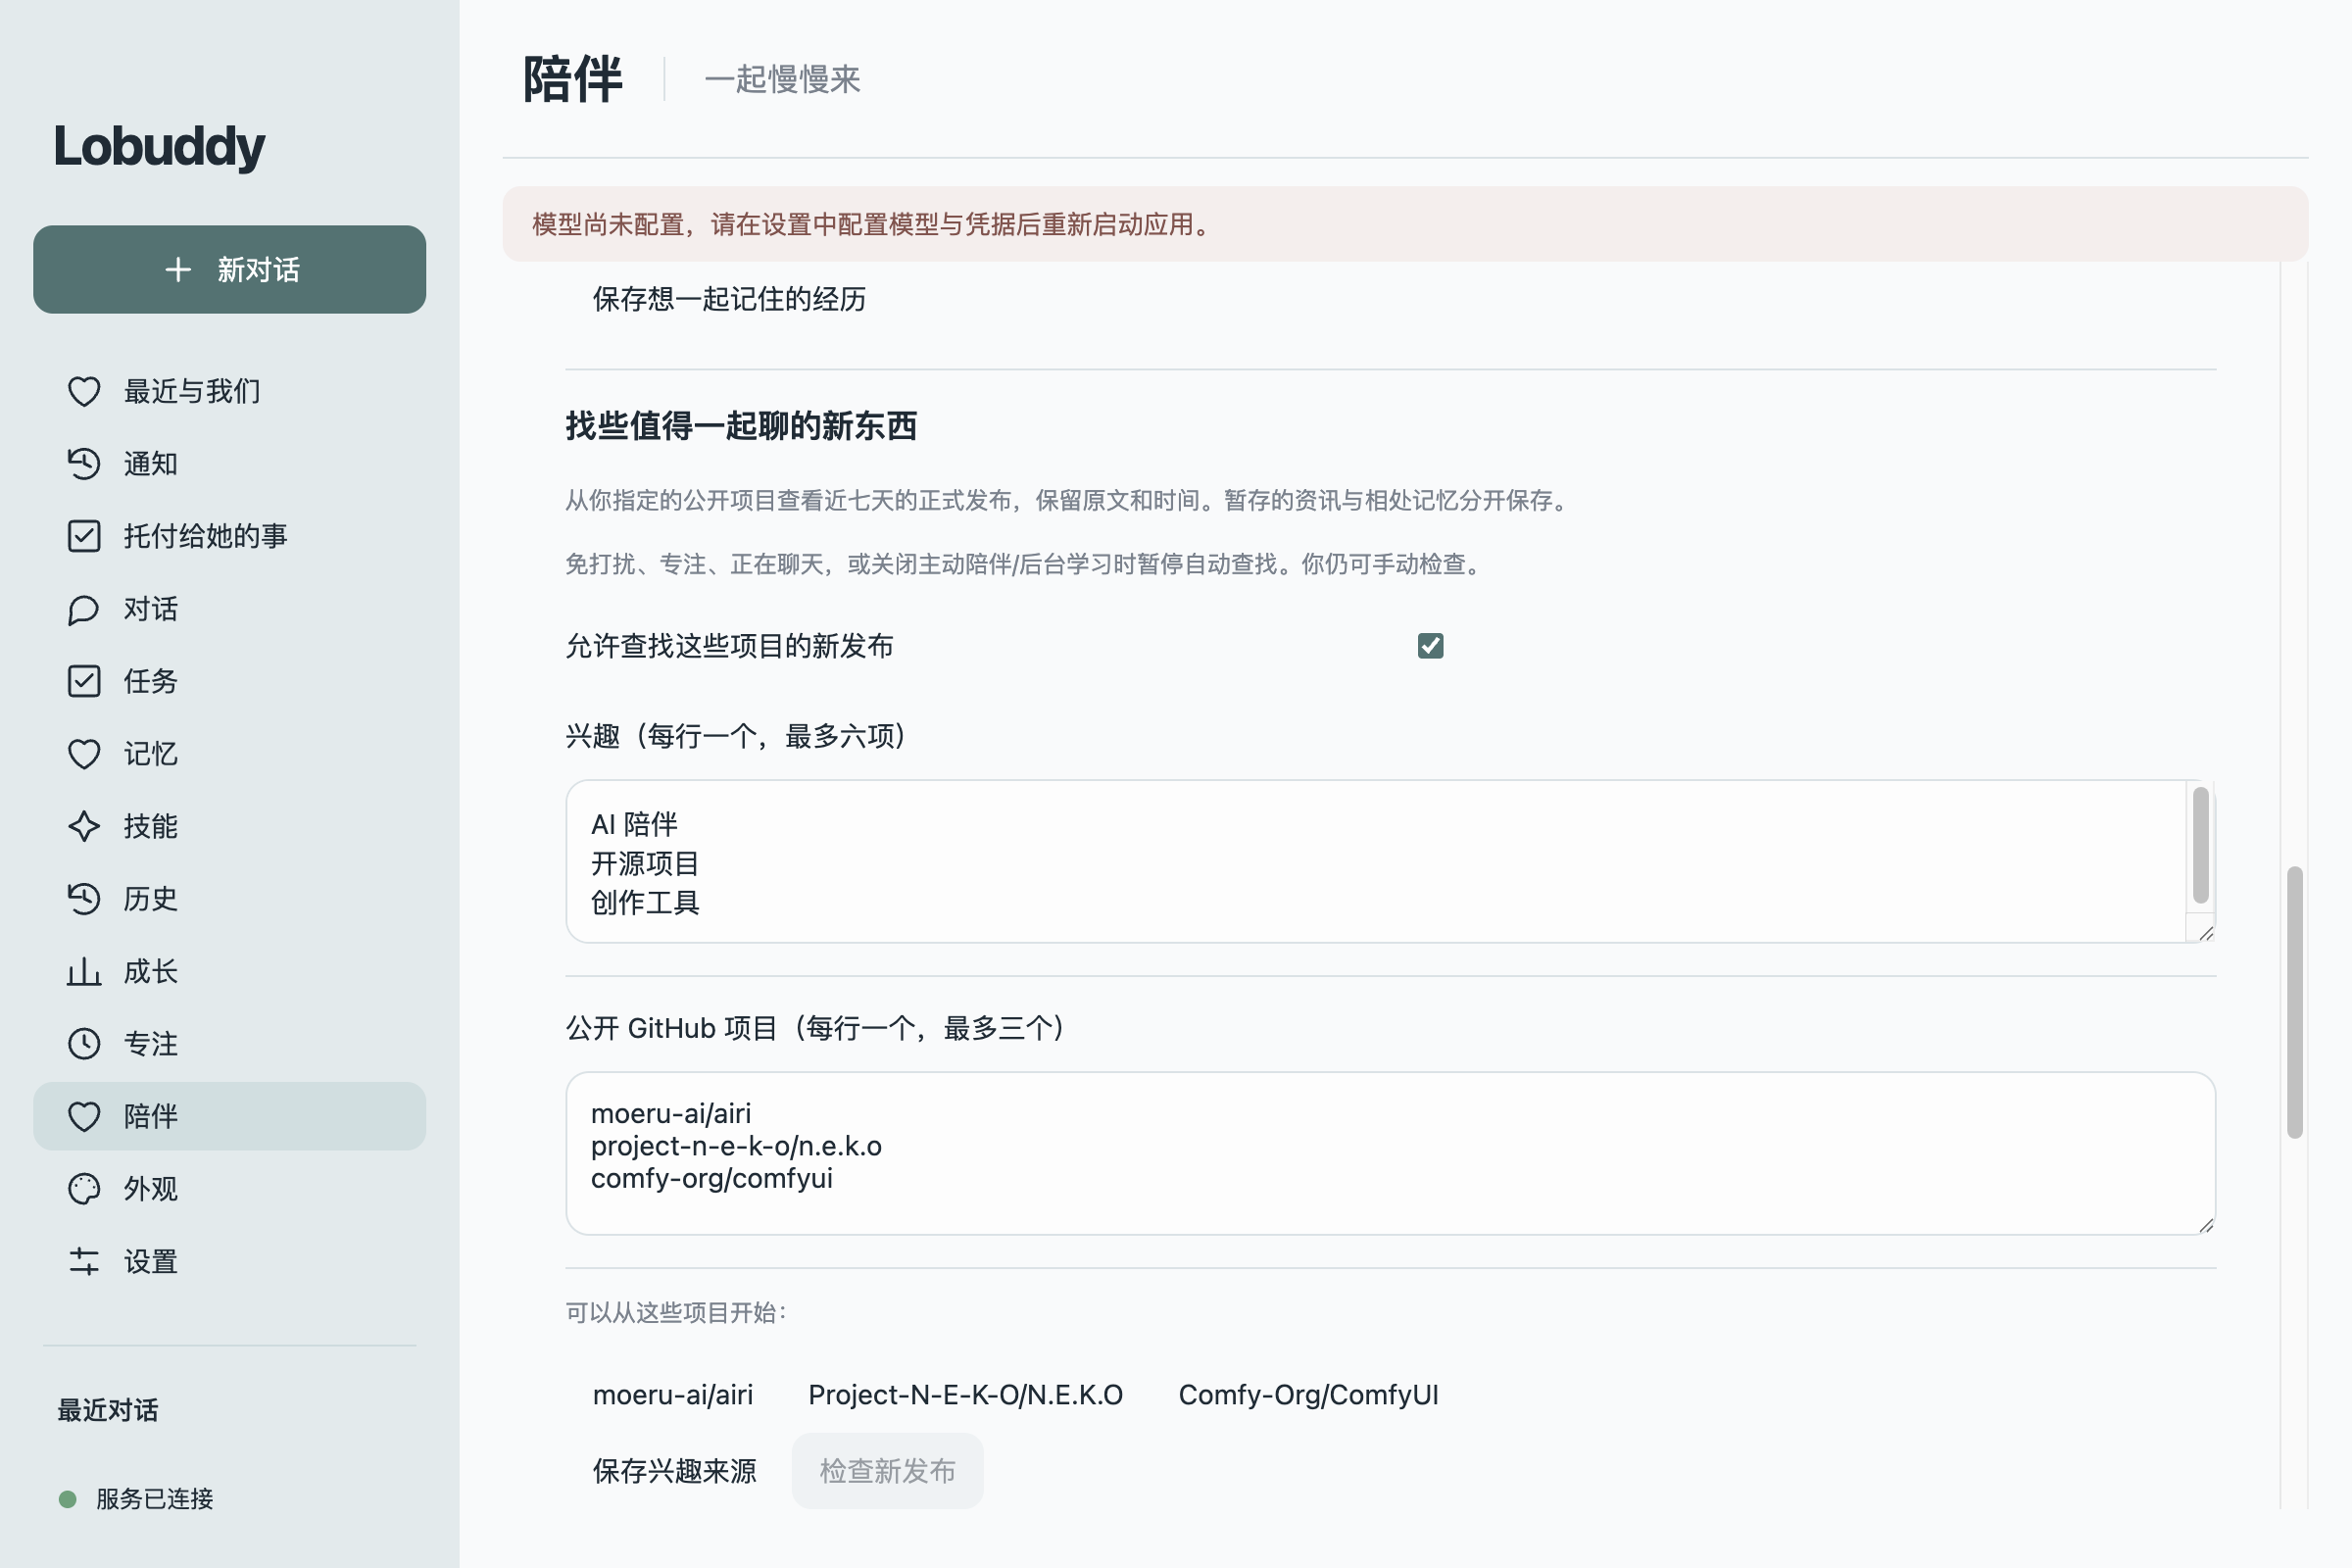 Lobuddy
新对话
最近与我们
通知
托付给她的事
对话
任务
记忆
技能
历史
成长
专注
陪伴
外观
设置
最近对话
服务已连接
陪伴
一起慢慢来
模型尚未配置，请在设置中配置模型与凭据后重新启动应用。
保存想一起记住的经历
找些值得一起聊的新东西
从你指定的公开项目查看近七天的正式发布，保留原文和时间。暂存的资讯与相处记忆分开保存。
免打扰、专注、正在聊天，或关闭主动陪伴/后台学习时暂停自动查找。你仍可手动检查。
允许查找这些项目的新发布
兴趣（每行一个，最多六项）
AI 陪伴
开源项目
创作工具
公开 GitHub 项目（每行一个，最多三个）
moeru-ai/airi
project-n-e-k-o/n.e.k.o
comfy-org/comfyui
可以从这些项目开始：
moeru-ai/airi Project-N-E-K-O/N.E.K.O Comfy-Org/ComfyUI
保存兴趣来源 检查新发布